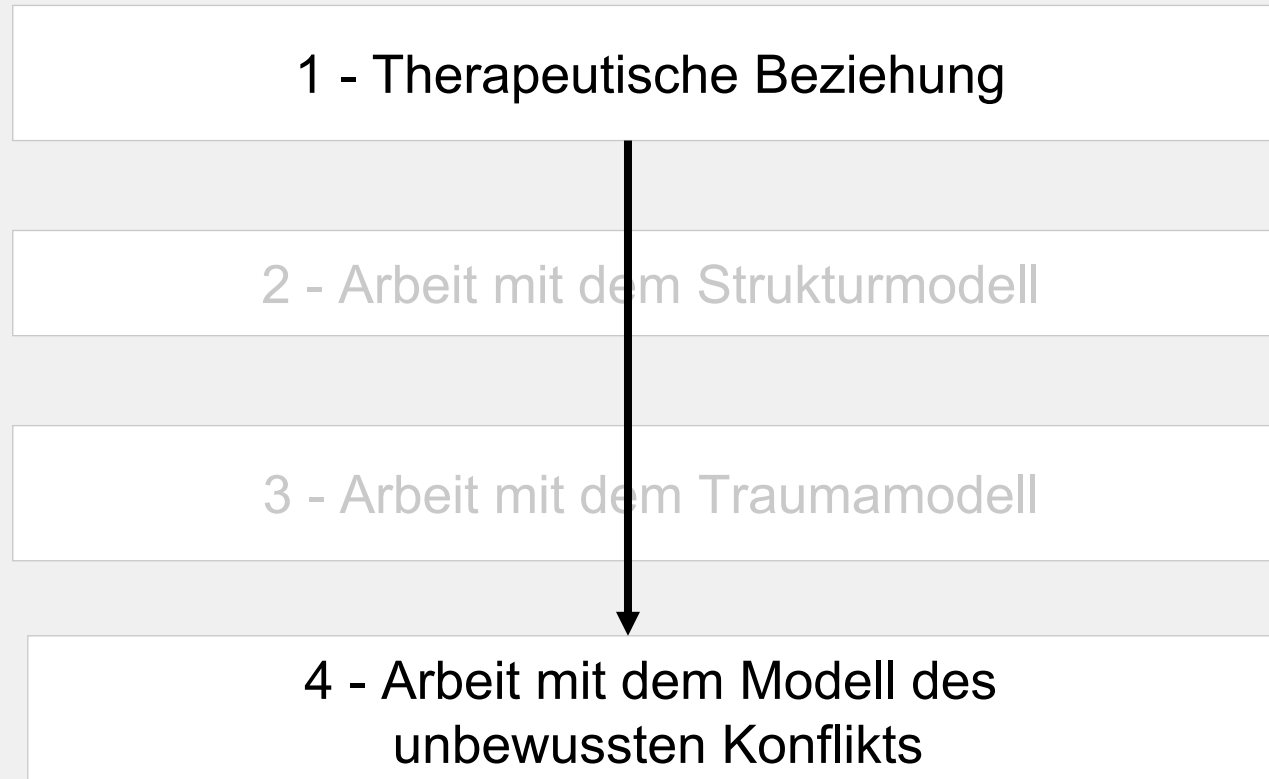 1 - Therapeutische Beziehung
2 - Arbeit mit dem Strukturmodell
3 - Arbeit mit dem Traumamodell
4 - Arbeit mit dem Modell des
unbewussten Konflikts